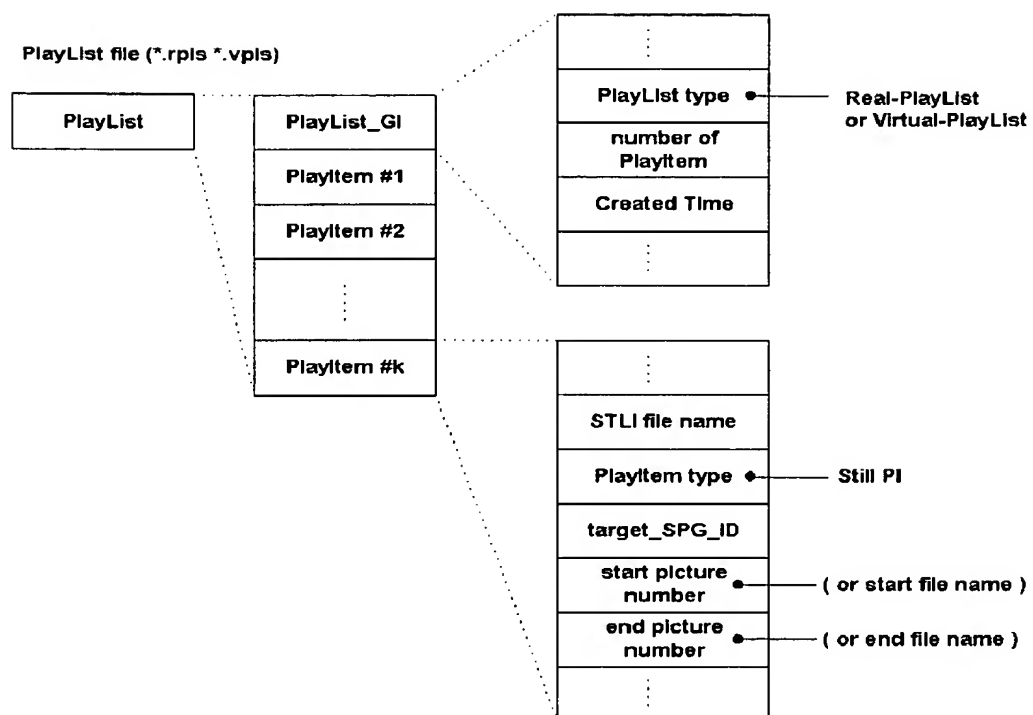 PlayList file (*.rpls *.vpls)
PlayList
PlayList_GI
PlayItem #1
PlayItem #2
PlayItem #k
PlayList type
Real-PlayList
or Virtual-PlayList
number of
PlayItem
Created Time
STLI file name
PlayItem type
Still PI
target_SPG_ID
start picture
number
( or start file name )
end picture
number
( or end file name )